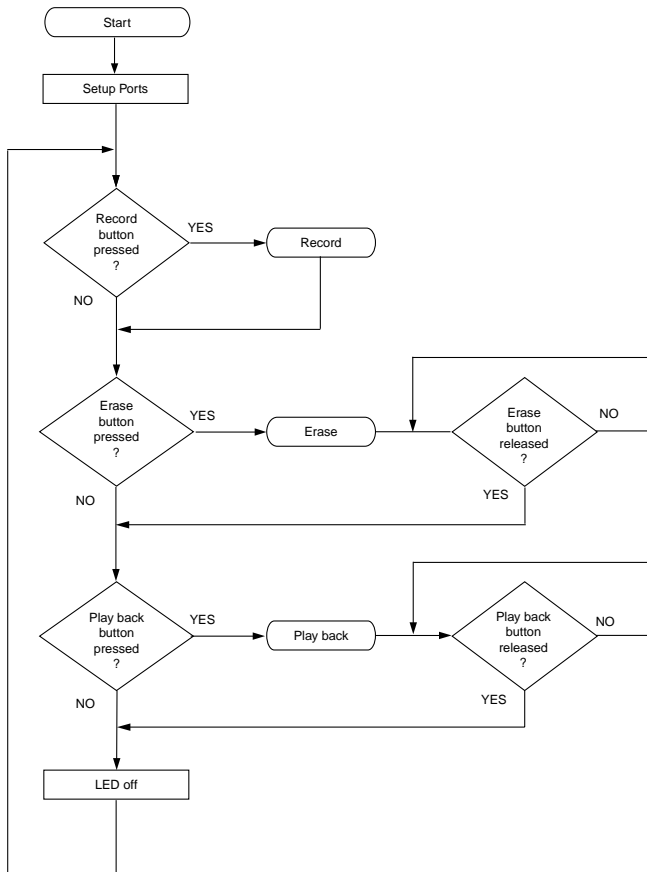 Start
Setup Ports
Record
button
pressed
?
YES
Record
NO
Erase
button
pressed
?
YES
Erase
Erase
button
released
?
NO
NO
YES
Play back
button
pressed
?
YES
Play back
Play back
button
released
?
NO
NO
YES
LED off